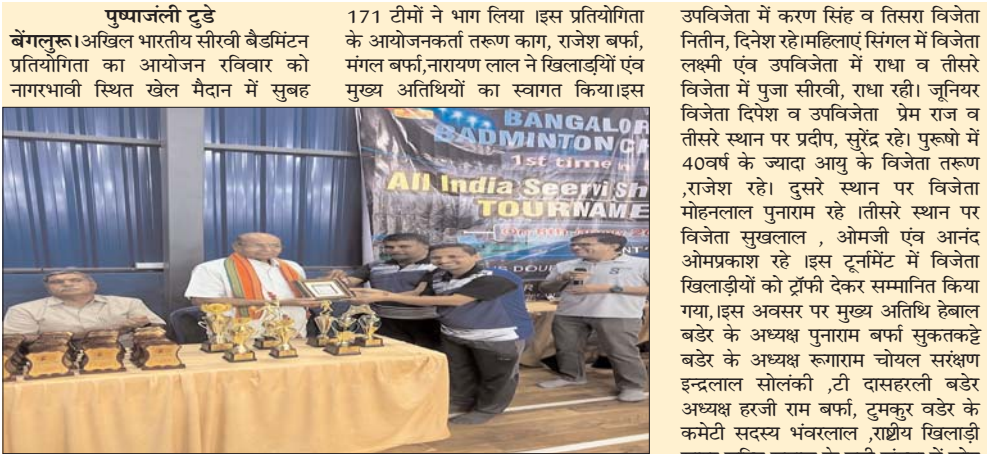 पुष्पाजंली टुडे
बेंगलुरू।अखिल भारतीय सीरवी बैडमिंटन
प्रतियोगिता का आयोजन रविवार को
नागरभावी स्थित खेल मैदान में सुबह
171 टीमों ने भाग लिया ।इस प्रतियोगिता
के आयोजनकर्ता तरूण काग, राजेश बर्फा,
मंगल बर्फा,नारायण लाल ने खिलाड़यिों एंव
मुख्य अतिथियों का स्वागत किया।इस
BANGALOR
BADMINTON CH
1st time in
All India Seervi Sh
TOURNAME
उपविजेता में करण सिंह व तिसरा विजेता
नितीन, दिनेश रहे।महिलाएं सिंगल में विजेता
लक्ष्मी एंव उपविजेता में राधा व तीसरे
विजेता में पुजा सीरवी, राधा रही। जूनियर
विजेता दिपेश व उपविजेता प्रेम राज व
तीसरे स्थान पर प्रदीप, सुरेंद्र रहे। पुरूषो में
40वर्ष के ज्यादा आयु के विजेता तरूण
,राजेश रहे। दुसरे स्थान पर विजेता
मोहनलाल पुनाराम रहे ।तीसरे स्थान पर
विजेता सुखलाल , ओमजी एंव आनंद
ओमप्रकाश रहे ।इस टूर्नामेंट में विजेता
खिलाड़ीयों को ट्रॉफी देकर सम्मानित किया
गया,।इस अवसर पर मुख्य अतिथि हेबाल
बडेर के अध्यक्ष पुनाराम बर्फा सुकतकट्टे
बडेर के अध्यक्ष रूगाराम चोयल सरंक्षण
इन्द्रलाल सोलंकी ,टी दासहरली बडेर
अध्यक्ष हरजी राम बर्फा, टुमकुर वडेर के
कमेटी सदस्य भंवरलाल ,राष्टीय खिलाड़ी